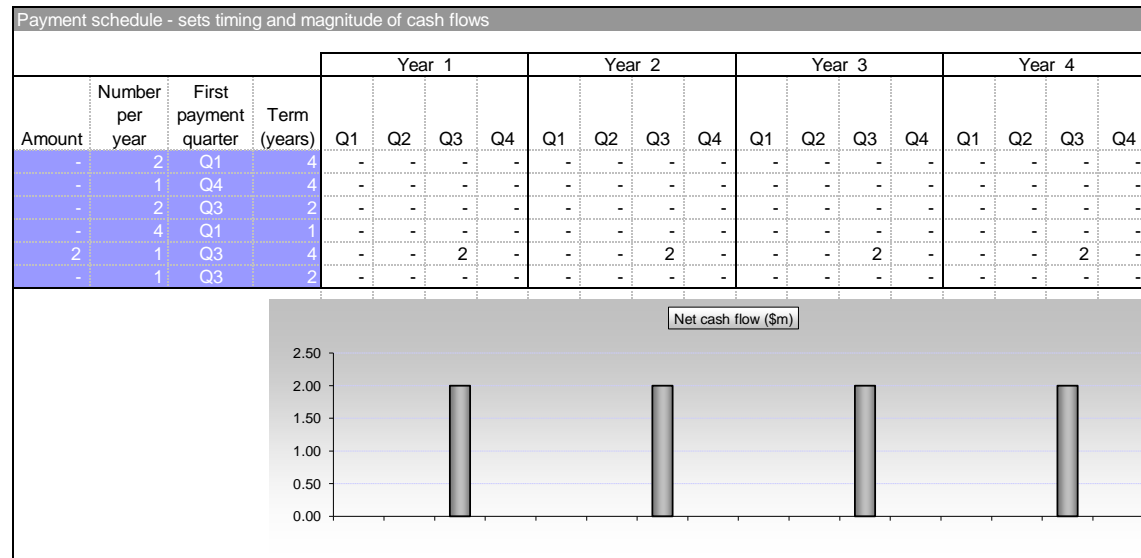 Payment schedule - sets timing and magnitude of cash flows
Year 1 Year 2 Year 3 Year 4
Number First
per payment Term
Amount year quarter (years) Q1 Q2 Q3 Q4 Q1 Q2 Q3 Q4 Q1 Q2 Q3 Q4 Q1 Q2 Q3 Q4
- 2 Q1 4 - - - - - - - - - - - - - - - -
- 1 Q4 4 - - - - - - - - - - - - - - - -
- 2 Q3 2 - - - - - - - - - - - - - - - -
- 4 Q1 1 - - - - - - - - - - - - - - - -
2 1 Q3 4 - - 2 - - - 2 - - - 2 - - - 2 -
- 1 Q3 2 - - - - - - - - - - - - - - - -
Net cash flow ($m)
2.50
2.00
1.50
1.00
0.50
0.00